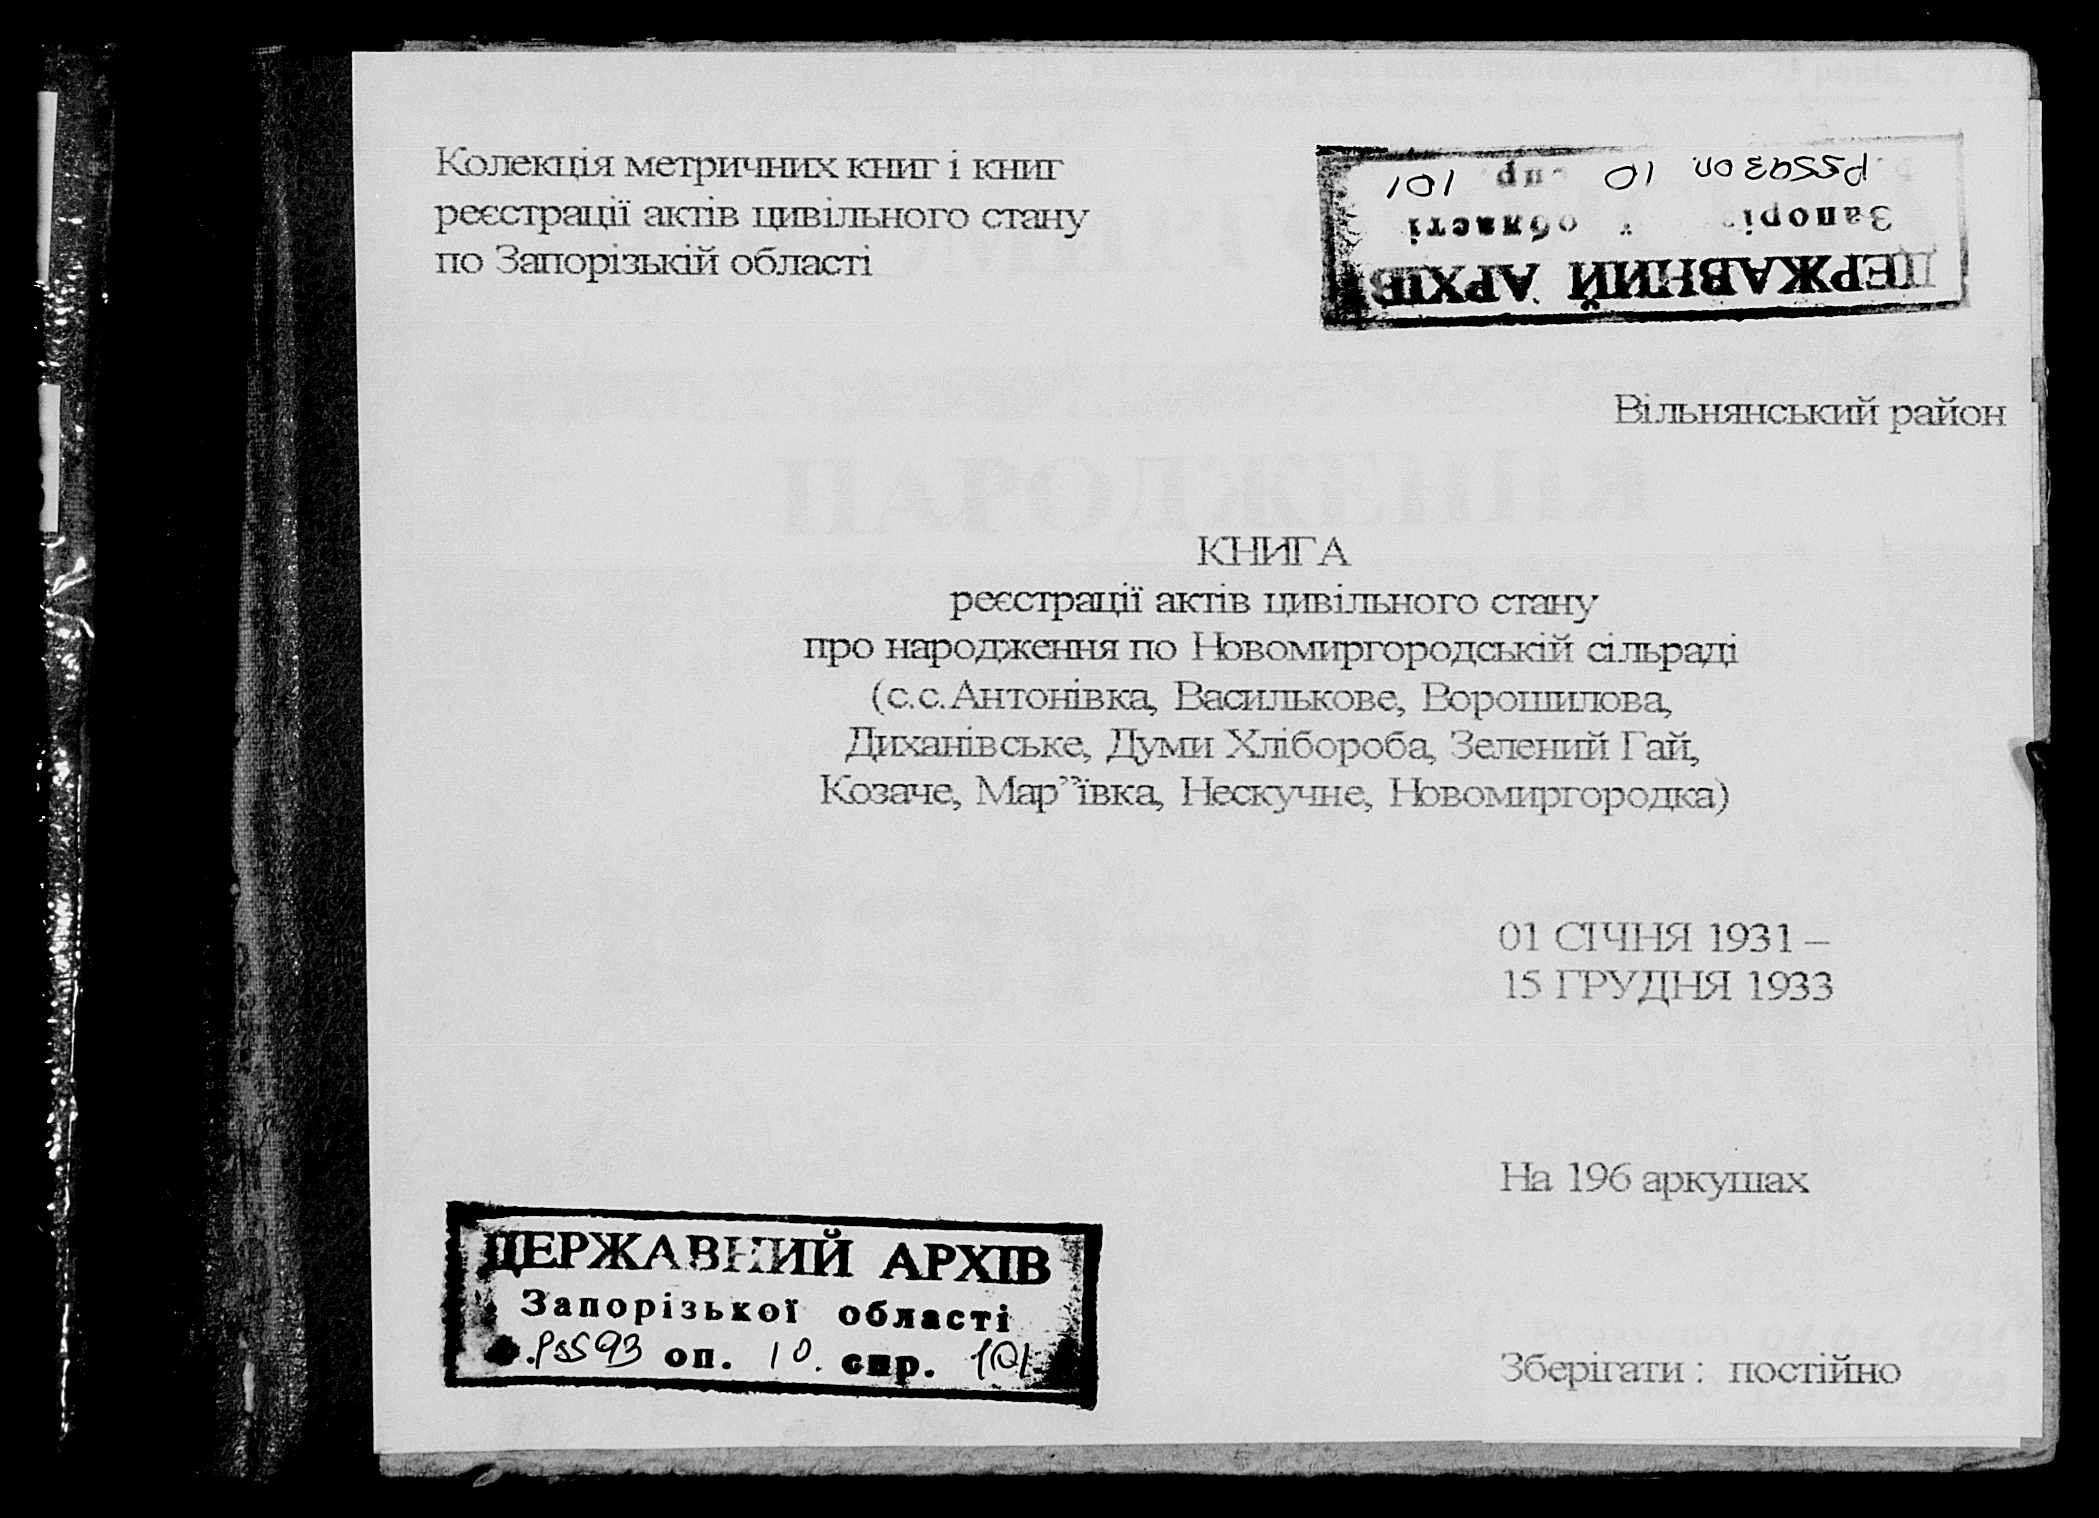 Колекція метричних книг і книг
реєстрації актів цивільного стану
по Запорізькій області
ДЕРЖАВНИЙ АРХІВ
Запорі області
Р5593 оп 10 спр. 101
Вільнянський район
КНИГА
реєстрації актів цивільного стану
про народження по Новомиргородській сільраді
(с.с.Антонівка, Василькове, Ворошилова,
Диханівське, Думи Хлібороба, Зелений Гай,
Козаче, Мар”ївка, Нескучне, Новомиргородка)
01 СІЧНЯ 1931 –
15 ГРУДНЯ 1933
На 196 аркушах
ДЕРЖАВНИЙ АРХІВ
Запорізької області
Ф.Р5593 оп. 10. спр. 101
Зберігати : постійно